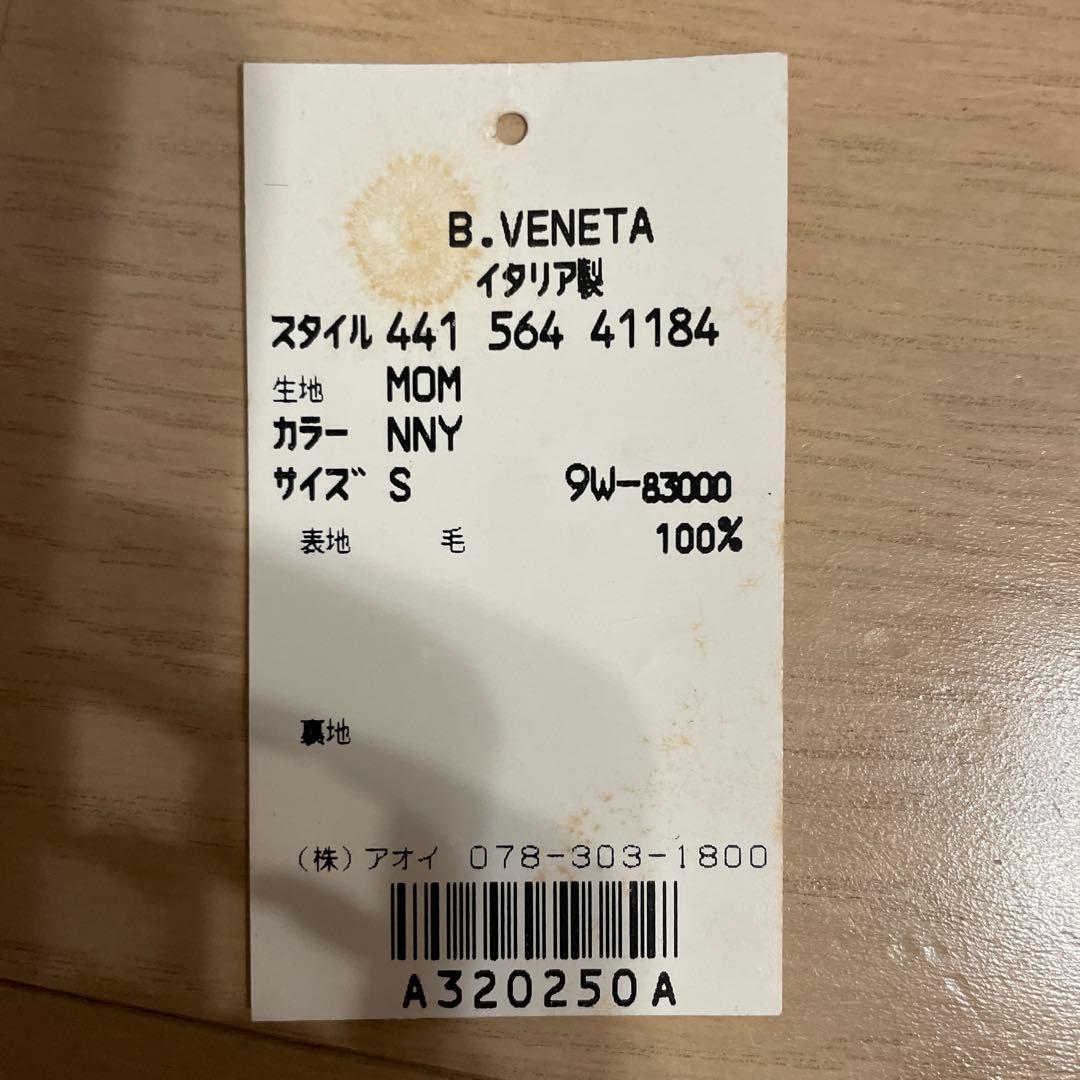 B.VENETA
イタリア製
スタイル 441 564 41184
生地 MOM
カラー NNY
サイズ S 9W-83000
表地 毛 100%
裏地
(株)アオイ 078-303-1800
A320250A